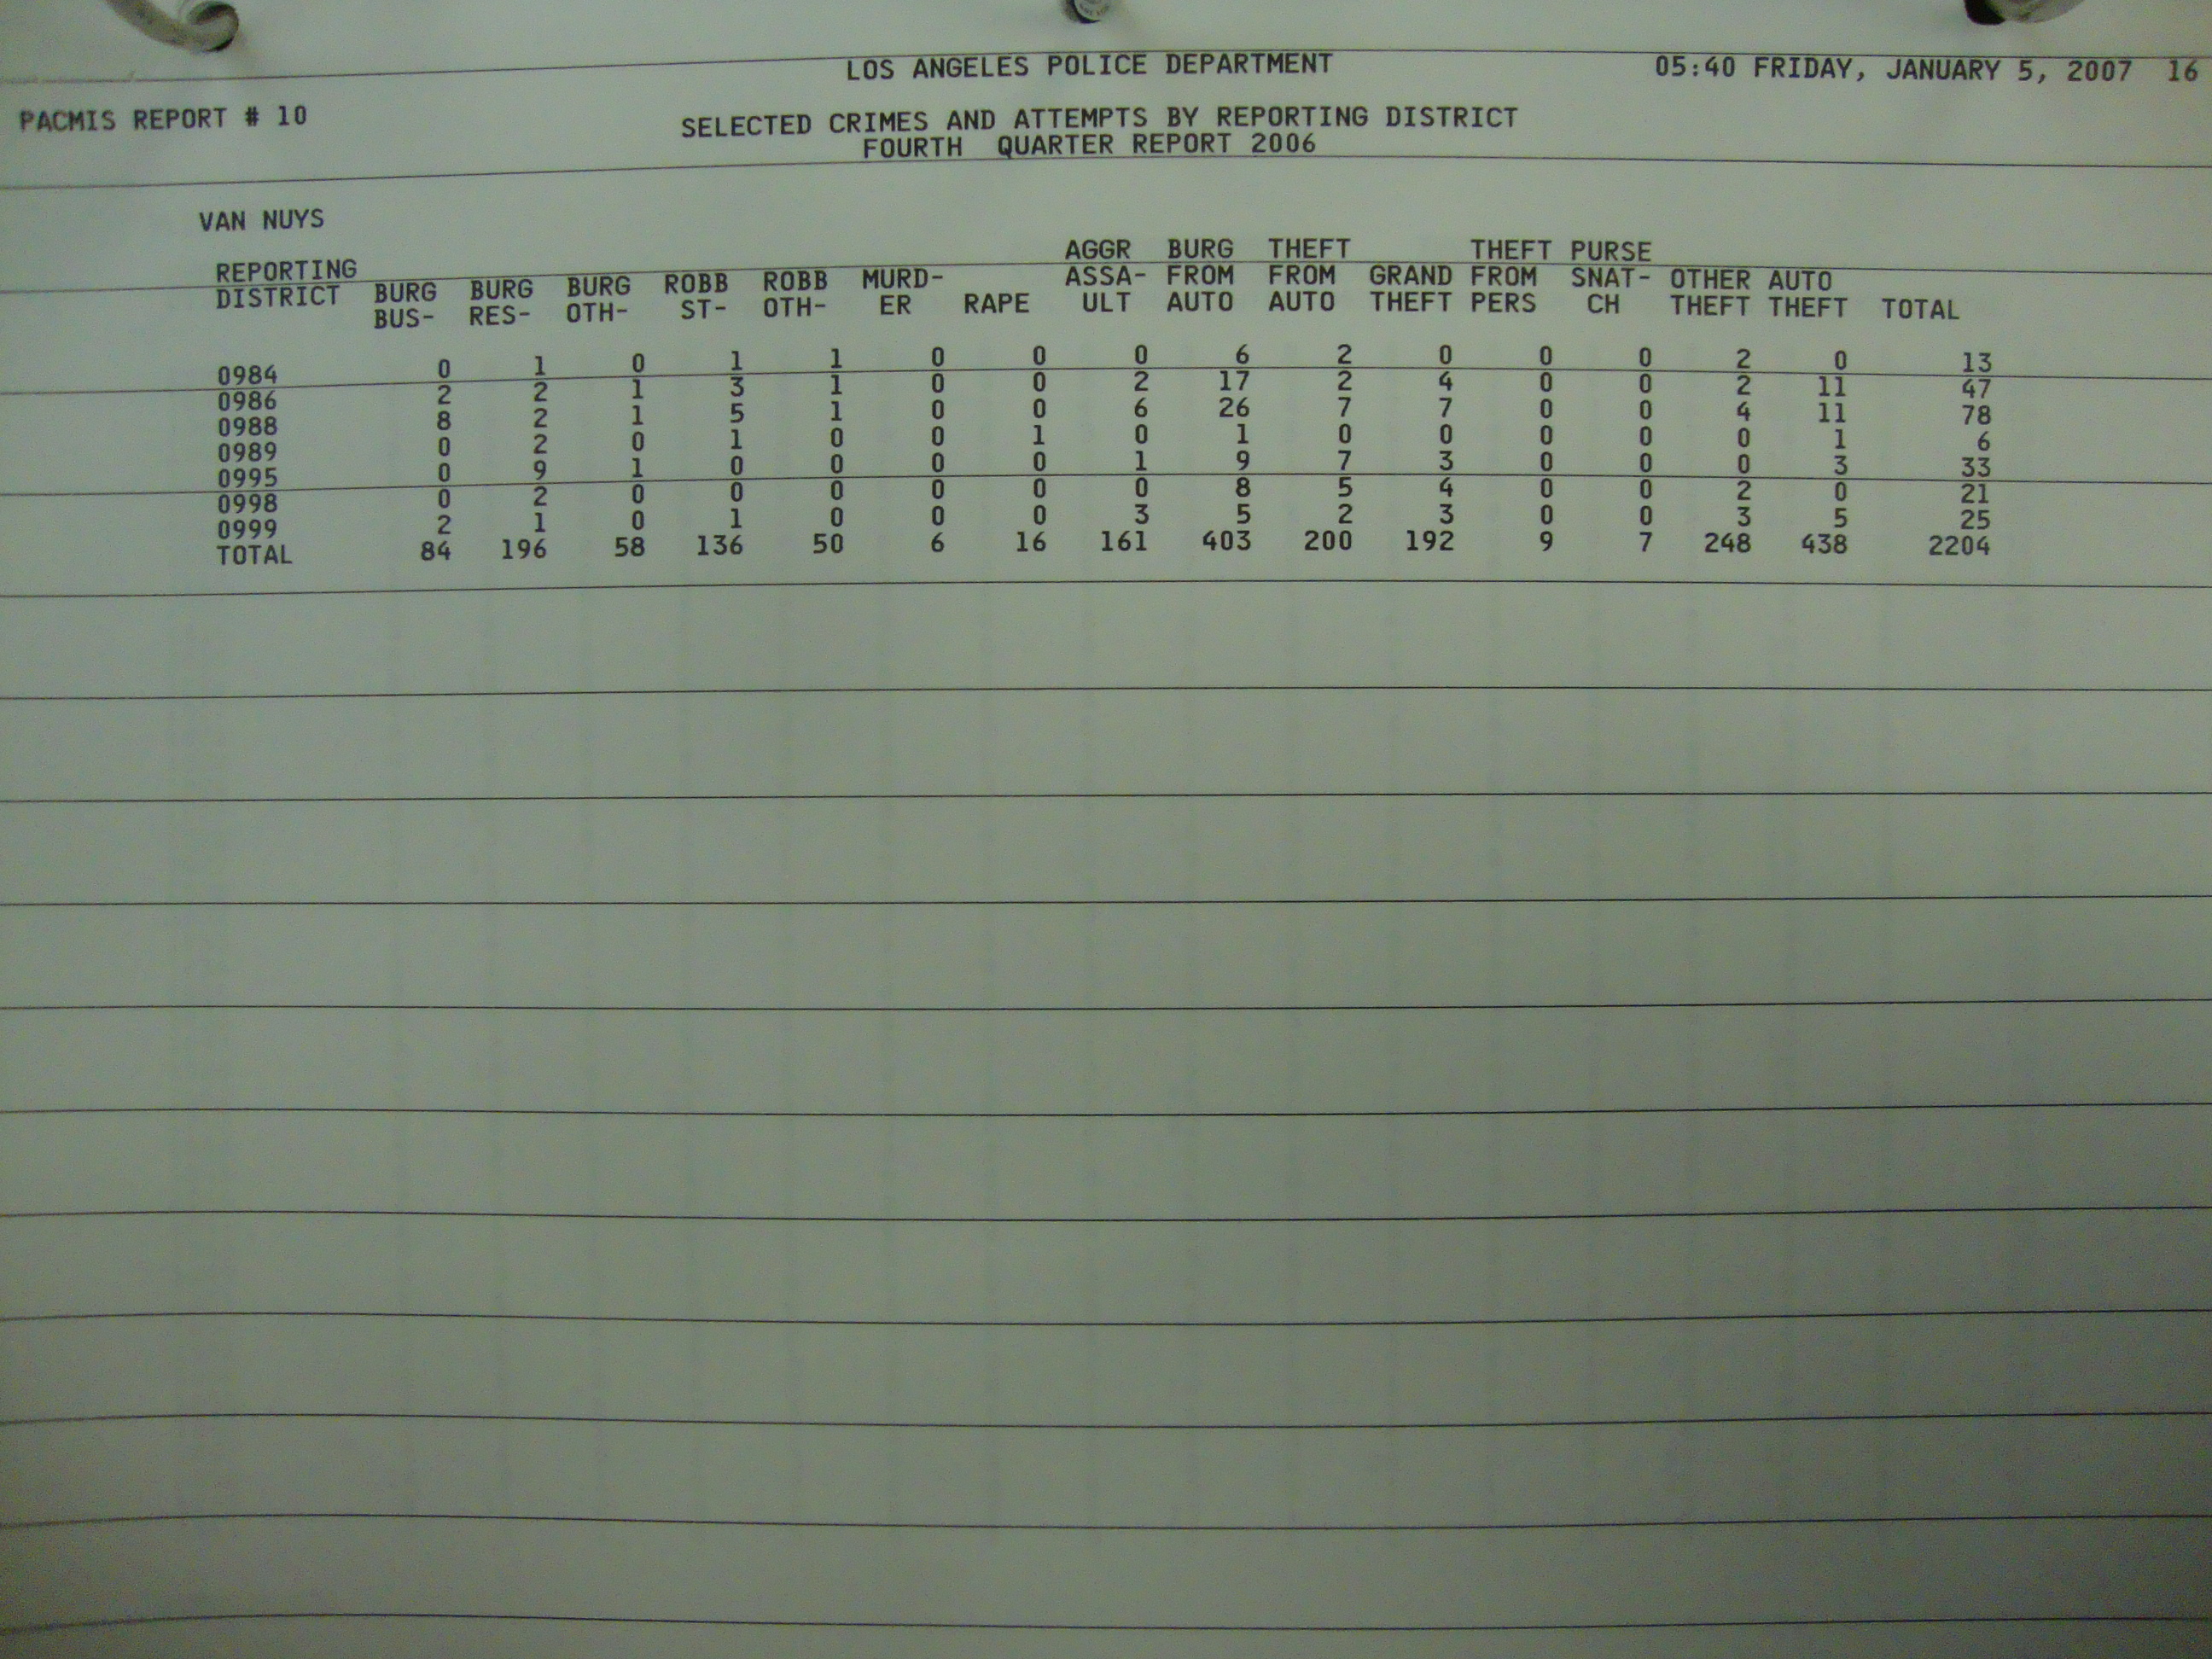 LOS ANGELES POLICE DEPARTMENT 05:40 FRIDAY, JANUARY 5, 2007 16
PACMIS REPORT # 10
SELECTED CRIMES AND ATTEMPTS BY REPORTING DISTRICT
FOURTH QUARTER REPORT 2006
VAN NUYS
AGGR BURG THEFT THEFT PURSE
REPORTING BURG BURG BURG ROBB ROBB MURD- ASSA- FROM FROM GRAND FROM SNAT- OTHER AUTO
DISTRICT BUS- RES- OTH- ST- OTH- ER RAPE ULT AUTO AUTO THEFT PERS CH THEFT THEFT TOTAL
0984 0 1 0 1 1 0 0 0 6 2 0 0 0 2 0 13
0986 2 2 1 3 1 0 0 2 17 2 4 0 0 2 11 47
0988 8 2 1 5 1 0 0 6 26 7 7 0 0 4 11 78
0989 0 2 0 1 0 0 1 0 1 0 0 0 0 0 1 6
0995 0 9 1 0 0 0 0 1 9 7 3 0 0 0 3 33
0998 0 2 0 0 0 0 0 0 8 5 4 0 0 2 0 21
0999 2 1 0 1 0 0 0 3 5 2 3 0 0 3 5 25
TOTAL 84 196 58 136 50 6 16 161 403 200 192 9 7 248 438 2204